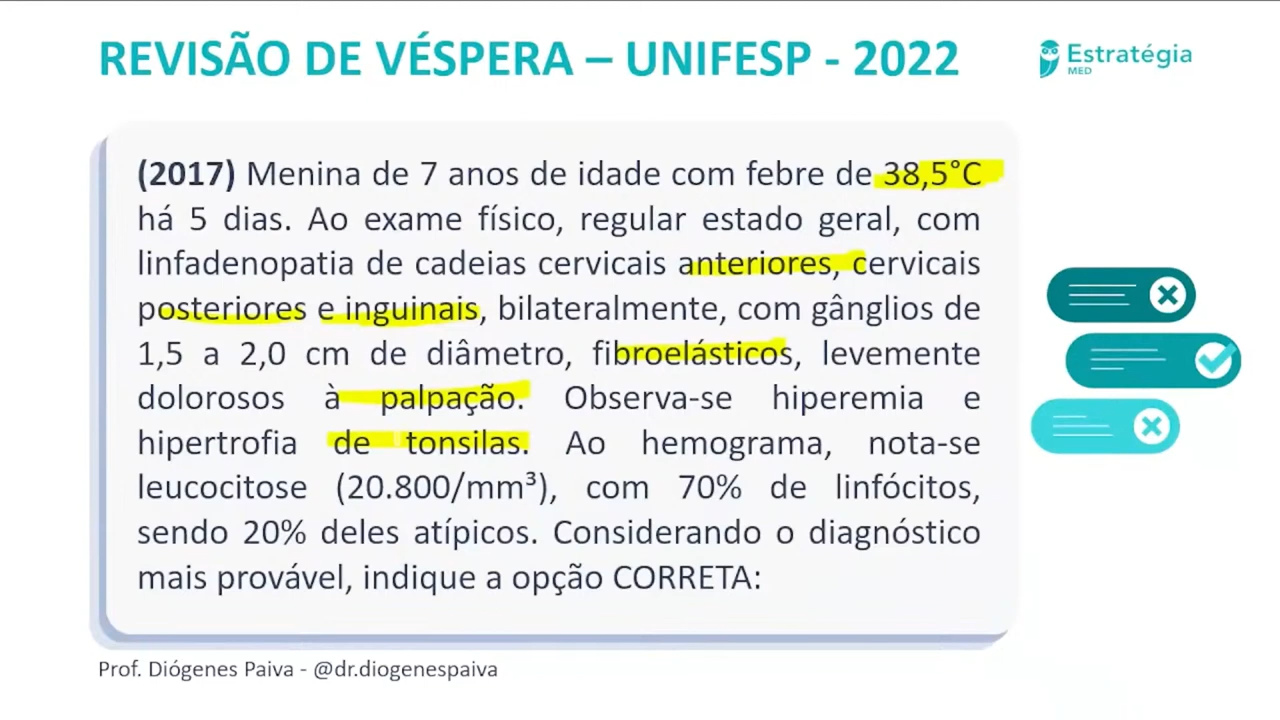 REVISÃO DE VÉSPERA – UNIFESP - 2022
Estratégia
MED
(2017) Menina de 7 anos de idade com febre de 38,5°C
há 5 dias. Ao exame físico, regular estado geral, com
linfadenopatia de cadeias cervicais anteriores, cervicais
posteriores e inguinais, bilateralmente, com gânglios de
1,5 a 2,0 cm de diâmetro, fibroelásticos, levemente
dolorosos à palpação. Observa-se hiperemia e
hipertrofia de tonsilas. Ao hemograma, nota-se
leucocitose (20.800/mm³), com 70% de linfócitos,
sendo 20% deles atípicos. Considerando o diagnóstico
mais provável, indique a opção CORRETA:
Prof. Diógenes Paiva - @dr.diogenespaiva